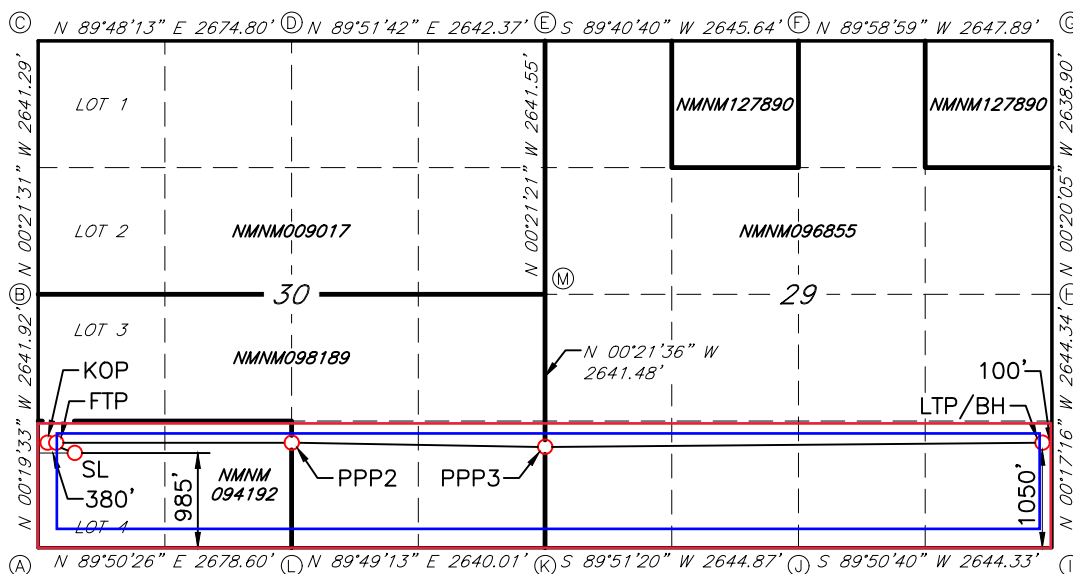 C N 89°48'13" E 2674.80' D N 89°51'42" E 2642.37' E S 89°40'40" W 2645.64' F N 89°58'59" W 2647.89' G
N 00°21'31" W 2641.29'
LOT 1
N 00°21'21" W 2641.55'
NMNM127890
NMNM127890
N 00°20'05" W 2638.90'
LOT 2
NMNM009017
NMNM096855
B
30
M
29
H
LOT 3
NMNM098189
N 00°21'36" W
2641.48'
N 00°19'33" W 2641.92'
KOP
FTP
100'
LTP/BH
N 00°17'16" W 2644.34'
SL
380'
985'
NMNM
094192
PPP2
PPP3
1050'
LOT 4
A N 89°50'26" E 2678.60' L N 89°49'13" E 2640.01' K S 89°51'20" W 2644.87' J N 89°50'40" W 2644.33' I